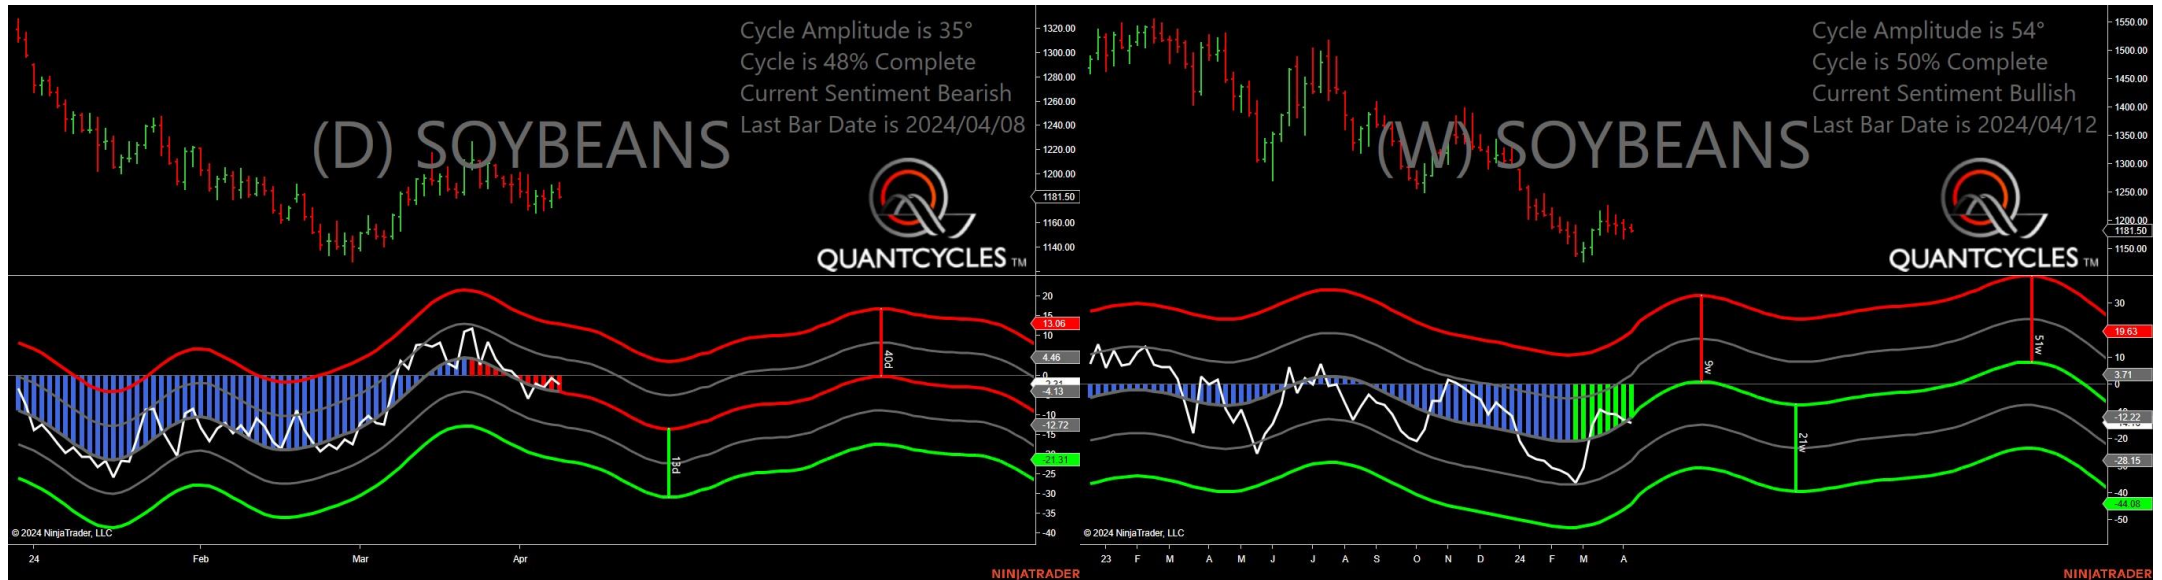 Cycle Amplitude is 35°
Cycle is 48% Complete
Current Sentiment Bearish
Last Bar Date is 2024/04/08
(D) SOYBEANS
QUANTCYCLES TM
1320.00
1300.00
1280.00
1260.00
1240.00
1220.00
1200.00
1181.50
1160.00
1140.00
20
15
13.06
10
4.46
0
-4.13
-10
-12.72
-15
-21.31
-25
-30
-35
-40
40d
13d
© 2024 NinjaTrader, LLC
24 Feb Mar Apr
NINJATRADER
Cycle Amplitude is 54°
Cycle is 50% Complete
Current Sentiment Bullish
Last Bar Date is 2024/04/12
(W) SOYBEANS
QUANTCYCLES TM
1550.00
1500.00
1450.00
1400.00
1350.00
1300.00
1250.00
1200.00
1181.50
1150.00
30
19.63
10
3.71
0
-12.22
-20
-28.15
-40
-44.08
-50
9w
21w
51w
© 2024 NinjaTrader, LLC
23 F M A M J J A S O N D 24 F M A
NINJATRADER